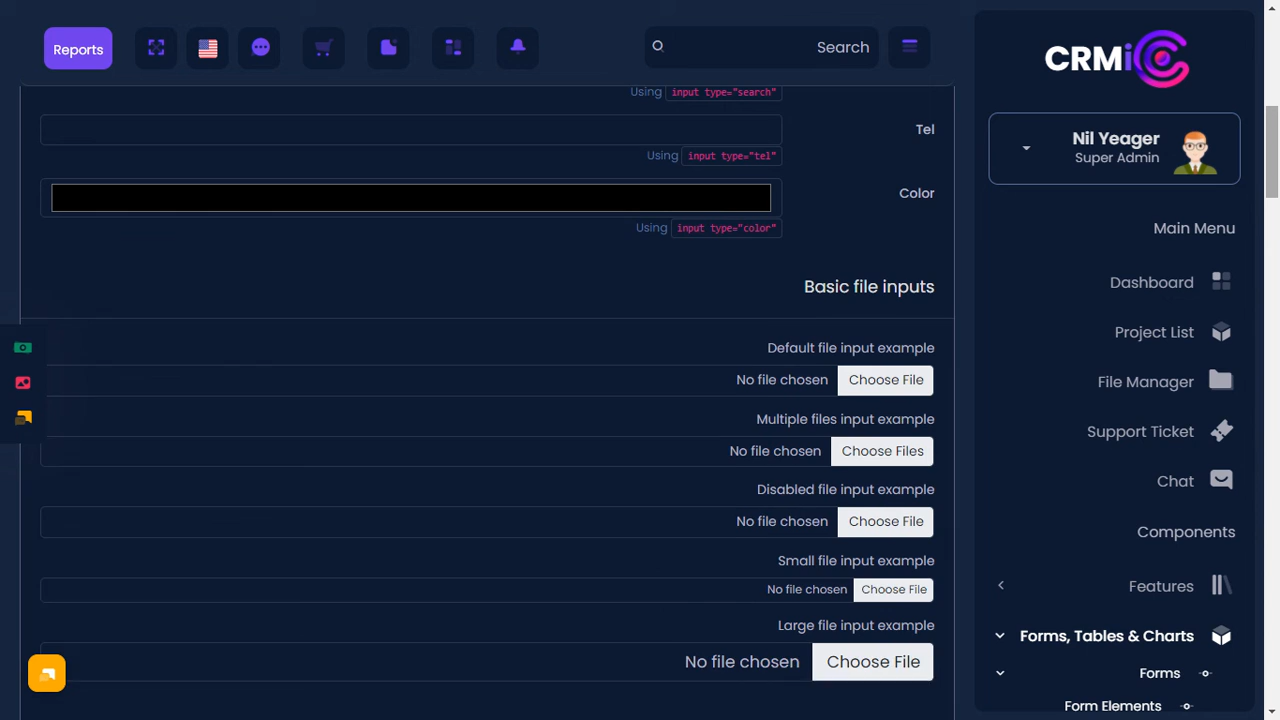 Reports
Search
CRMi
Nil Yeager
Super Admin
Using input type="search"
Tel
Using input type="tel"
Color
Using input type="color"
Basic file inputs
Default file input example
Choose File No file chosen
Multiple files input example
Choose Files No file chosen
Disabled file input example
Choose File No file chosen
Small file input example
Choose File No file chosen
Large file input example
Choose File No file chosen
Main Menu
Dashboard
Project List
File Manager
Support Ticket
Chat
Components
Features
Forms, Tables & Charts
Forms
Form Elements